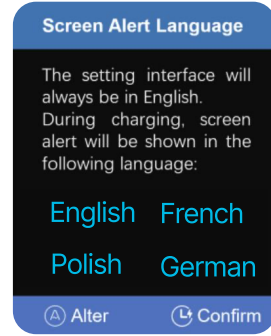 Screen Alert Language
The setting interface will
always be in English.
During charging, screen
alert will be shown in the
following language:
English French
Polish German
A Alter Confirm